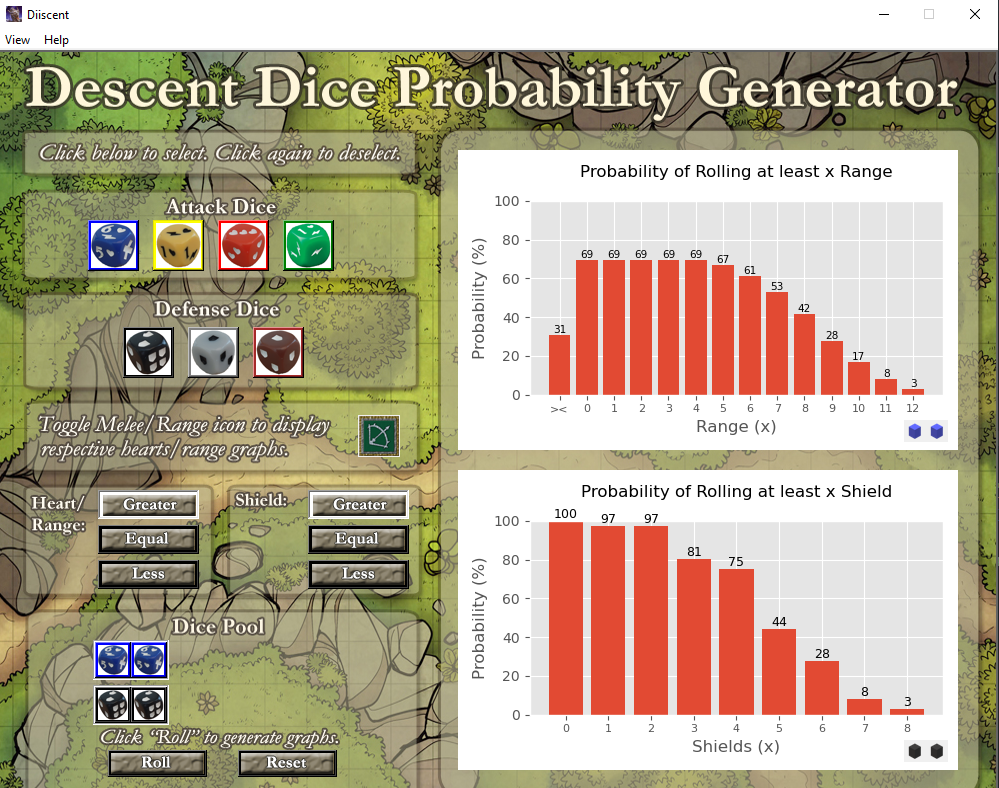 Diiscent
View Help
Descent Dice Probability Generator
Click below to select. Click again to deselect.
Attack Dice
Defense Dice
Toggle Melee/Range icon to display
respective hearts/range graphs.
Heart/
Range:
Greater
Equal
Less
Shield:
Greater
Equal
Less
Dice Pool
Click “Roll” to generate graphs.
Roll
Reset
Probability of Rolling at least x Range
Probability (%)
100
80
60
40
20
0
31 69 69 69 69 69 67 61 53 42 28 17 8 3
>< 0 1 2 3 4 5 6 7 8 9 10 11 12
Range (x)
Probability of Rolling at least x Shield
Probability (%)
100
80
60
40
20
0
100 97 97 81 75 44 28 8 3
0 1 2 3 4 5 6 7 8
Shields (x)